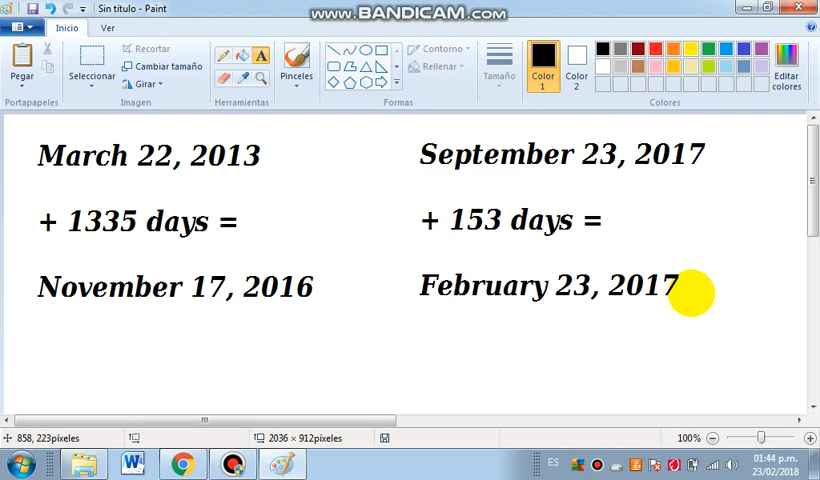 Sin título - Paint
www.BANDICAM.com
Inicio
Ver
Pegar
Seleccionar
Recortar
Cambiar tamaño
Girar
Pinceles
Contorno
Rellenar
Tamaño
Color 1
Color 2
Editar colores
Portapapeles
Imagen
Herramientas
Formas
Colores
March 22, 2013
+ 1335 days =
November 17, 2016
September 23, 2017
+ 153 days =
February 23, 2017
858, 223píxeles
2036 × 912píxeles
100%
ES
01:44 p.m.
23/02/2018